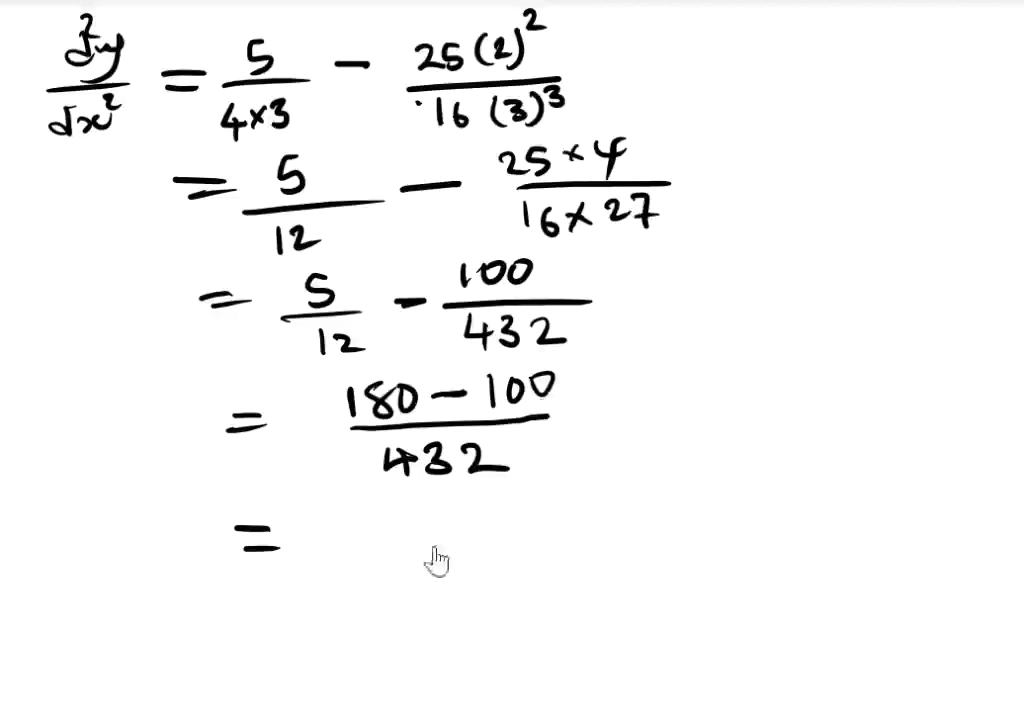 d²y/dx² = 5/(4×3) - 25(2)²/16(3)³
= 5/12 - (25×4)/(16×27)
= 5/12 - 100/432
= (180-100)/432
=